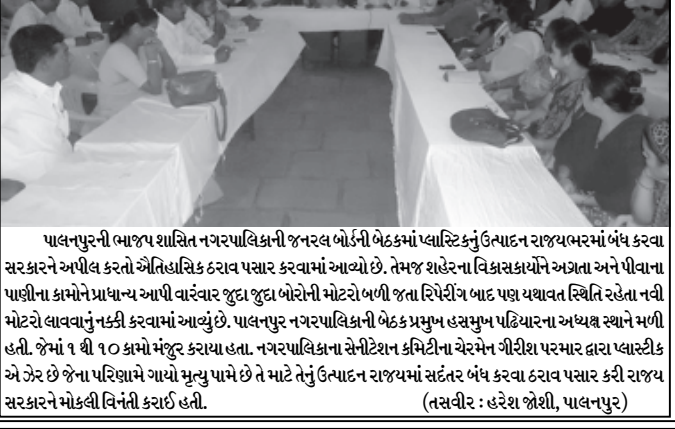 પાલનપુરની ભાજપ શાસિત નગરપાલિકાની જનરલ બોર્ડની બેઠકમાં પ્લાસ્ટિકનું ઉત્પાદન રાજયભરમાં બંધ કરવા
સરકારને અપીલ કરતો ઐતિહાસિક ઠરાવ પસાર કરવામાં આવ્યો છે. તેમજ શહેરના વિકાસકાર્યોને અગ્રતા અને પીવાના
પાણીના કામોને પ્રાધાન્ય આપી વારંવાર જુદા જુદા બોરોની મોટરો બળી જતા રિપેરીંગ બાદ પણ યથાવત સ્થિતિ રહેતા નવી
મોટરો લાવવાનું નક્કી કરવામાં આવ્યું છે. પાલનપુર નગરપાલિકાની બેઠક પ્રમુખ હસમુખ પઢિયારના અધ્યક્ષ સ્થાને મળી
હતી. જેમાં ૧ થી ૧૦ કામો મંજુર કરાયા હતા. નગરપાલિકાના સેનીટેશન કમિટીના ચેરમેન ગીરીશ પરમાર દ્વારા પ્લાસ્ટીક
એ ઝેર છે જેના પરિણામે ગાયો મૃત્યુ પામે છે તે માટે તેનું ઉત્પાદન રાજયમાં સદંતર બંધ કરવા ઠરાવ પસાર કરી રાજય
સરકારને મોકલી વિનંતી કરાઈ હતી. (તસવીર : હરેશ જોશી, પાલનપુર)